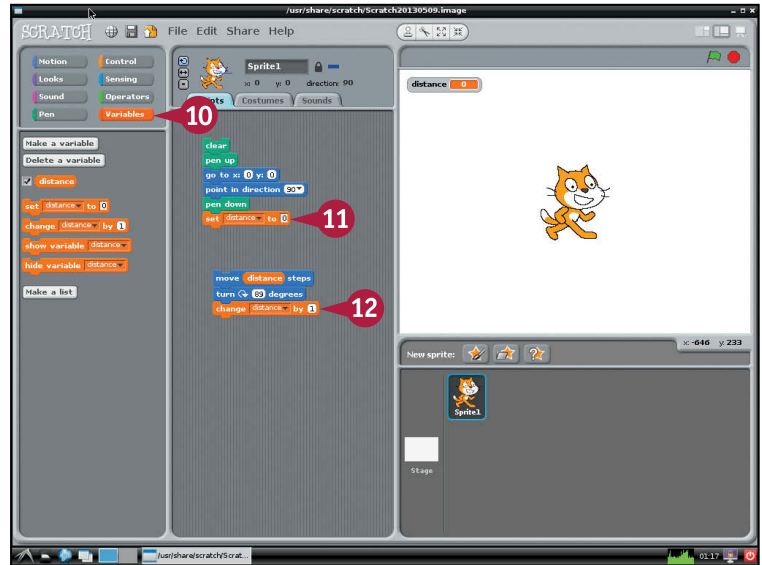 /usr/share/scratch/Scratch20130509.image
SCRATCH File Edit Share Help
Motion Control
Looks Sensing
Sound Operators
Pen Variables
10
Make a variable
Delete a variable
distance
set distance to 0
change distance by 1
show variable distance
hide variable distance
Make a list
Sprite1
x: 0 y: 0 direction: 90
Costumes Sounds
clear
pen up
go to x: 0 y: 0
point in direction 90
pen down
set distance to 0
11
move distance steps
turn 89 degrees
change distance by 1
12
distance 0
x: -646 y: 233
New sprite:
Sprite1
Stage
/usr/share/scratch/Scrat...
01:17